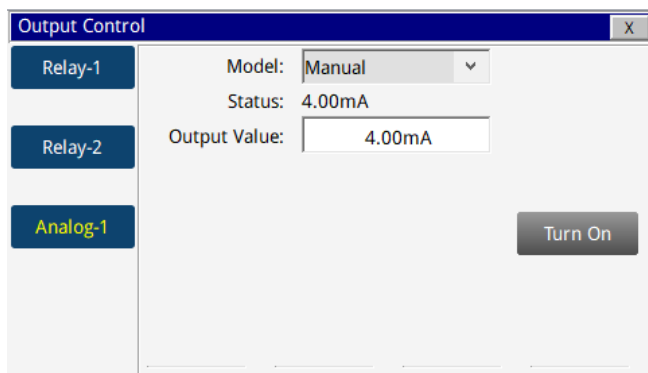 Output Control X
Relay-1
Model: Manual
Status: 4.00mA
Relay-2
Output Value: 4.00mA
Analog-1
Turn On